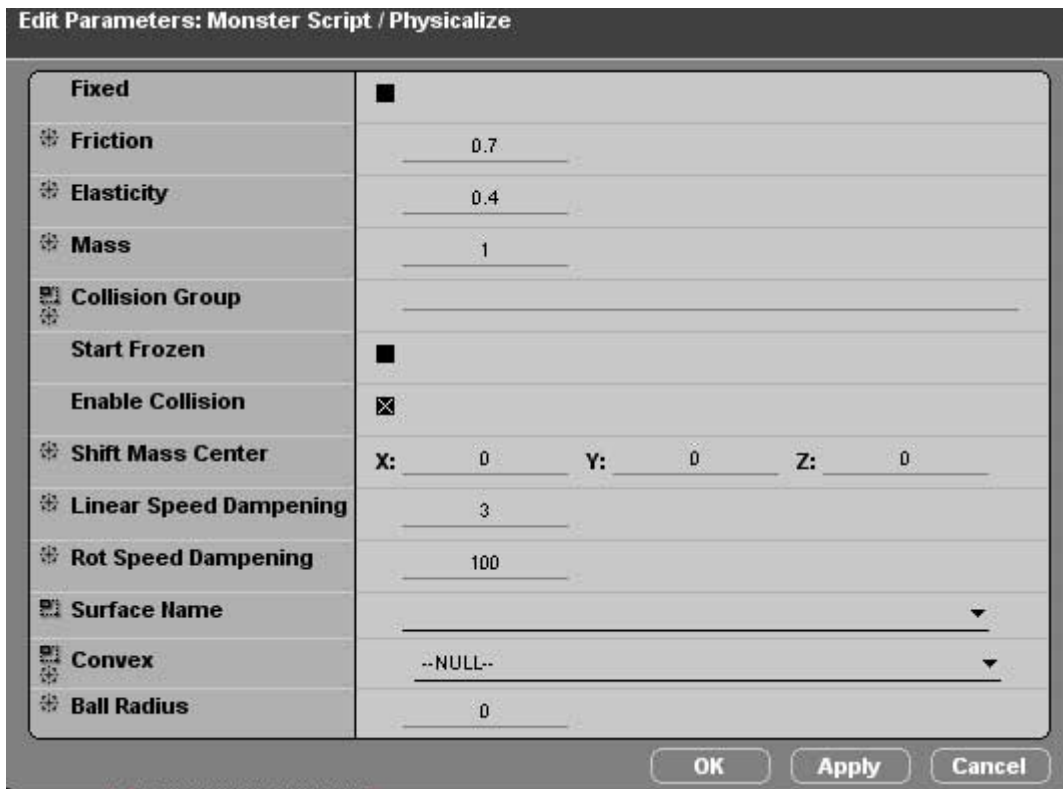 Edit Parameters: Monster Script / Physicalize
Fixed
Friction 0.7
Elasticity 0.4
Mass 1
Collision Group
Start Frozen
Enable Collision
Shift Mass Center X: 0 Y: 0 Z: 0
Linear Speed Dampening 3
Rot Speed Dampening 100
Surface Name
Convex --NULL--
Ball Radius 0
OK Apply Cancel